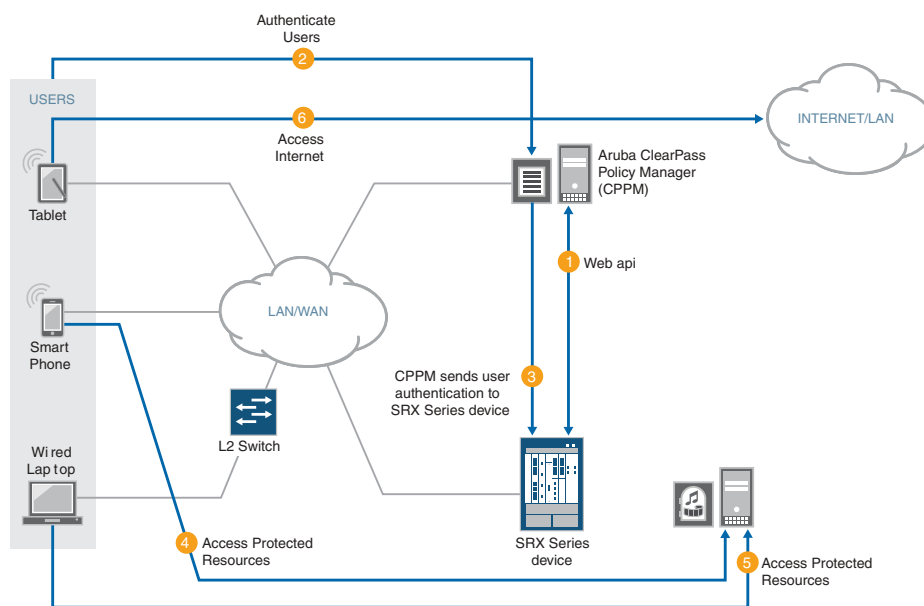 Authenticate
Users
2
USERS
6
Access
Internet
INTERNET/LAN
Aruba ClearPass
Policy Manager
(CPPM)
Tablet
1 Web api
LAN/WAN
Smart
Phone
CPPM sends user
authentication to
SRX Series device
3
L2 Switch
Wi red
Lap top
4 Access Protected
Resources
SRX Series
device
5 Access Protected
Resources